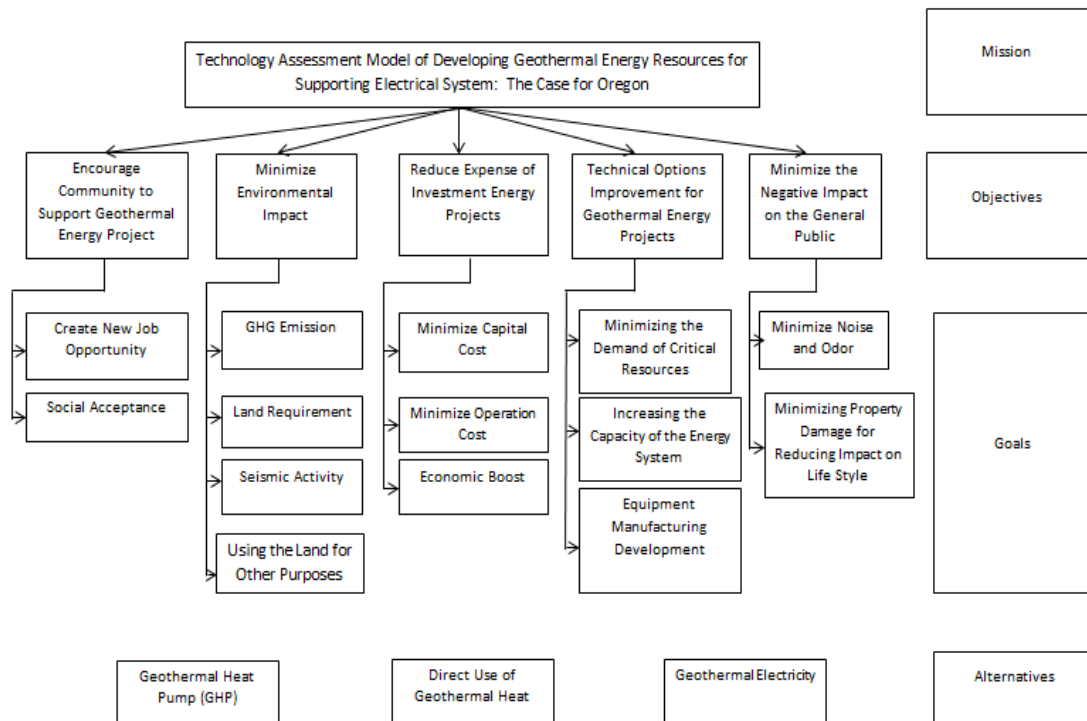 Mission
Technology Assessment Model of Developing Geothermal Energy Resources for
Supporting Electrical System: The Case for Oregon
Encourage
Community to
Support Geothermal
Energy Project
Minimize
Environmental
Impact
Reduce Expense of
Investment Energy
Projects
Technical Options
Improvement for
Geothermal Energy
Projects
Minimize the
Negative Impact
on the General
Public
Objectives
Create New Job
Opportunity
Social Acceptance
GHG Emission
Land Requirement
Seismic Activity
Using the Land for
Other Purposes
Minimize Capital
Cost
Minimize Operation
Cost
Economic Boost
Minimizing the
Demand of Critical
Resources
Increasing the
Capacity of the Energy
System
Equipment
Manufacturing
Development
Minimize Noise
and Odor
Minimizing Property
Damage for
Reducing Impact on
Life Style
Goals
Geothermal Heat
Pump (GHP)
Direct Use of
Geothermal Heat
Geothermal Electricity
Alternatives